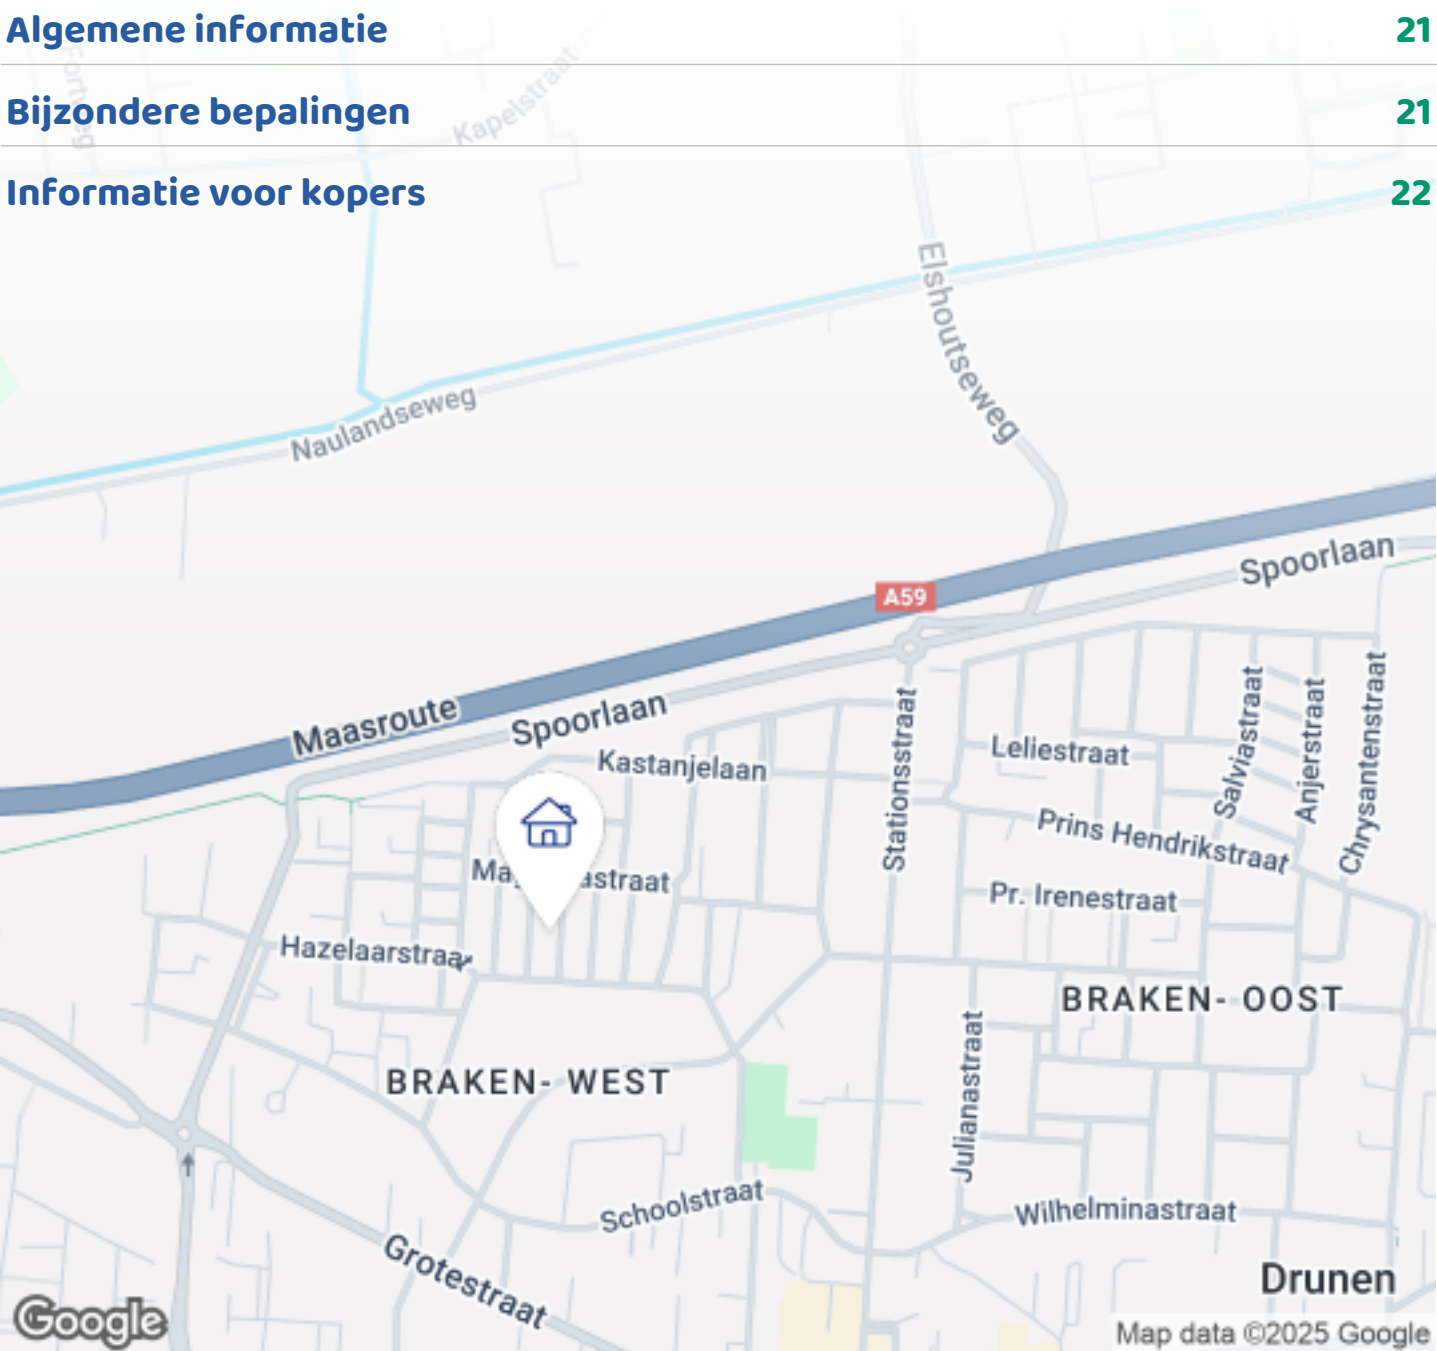 Algemene informatie 21
Bijzondere bepalingen 21
Informatie voor kopers 22
Fortweg
Kapelstraat
Elshoutseweg
Naulandseweg
Spoorlaan
A59
Maasroute
Spoorlaan
Kastanjelaan
Stationsstraat
Leliestraat
Salviastraat
Anjerstraat
Chrysantenstraat
Prins Hendrikstraat
Pr. Irenestraat
Hazelaarstraa
BRAKEN- OOST
BRAKEN- WEST
Julianastraat
Schoolstraat
Wilhelminastraat
Grotestraat
Drunen
Google
Map data ©2025 Google